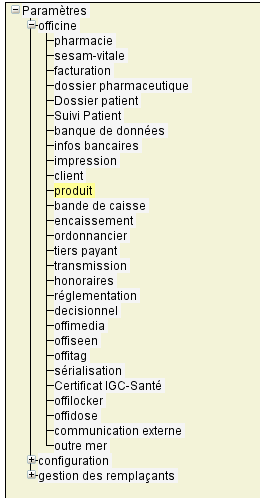 Paramètres
officine
pharmacie
sesam-vitale
facturation
dossier pharmaceutique
Dossier patient
Suivi Patient
banque de données
infos bancaires
impression
client
produit
bande de caisse
encaissement
ordonnancier
tiers payant
transmission
honoraires
réglementation
decisionnel
offimedia
offiseen
offitag
sérialisation
Certificat IGC-Santé
offilocker
offidose
communication externe
outre mer
configuration
gestion des remplaçants